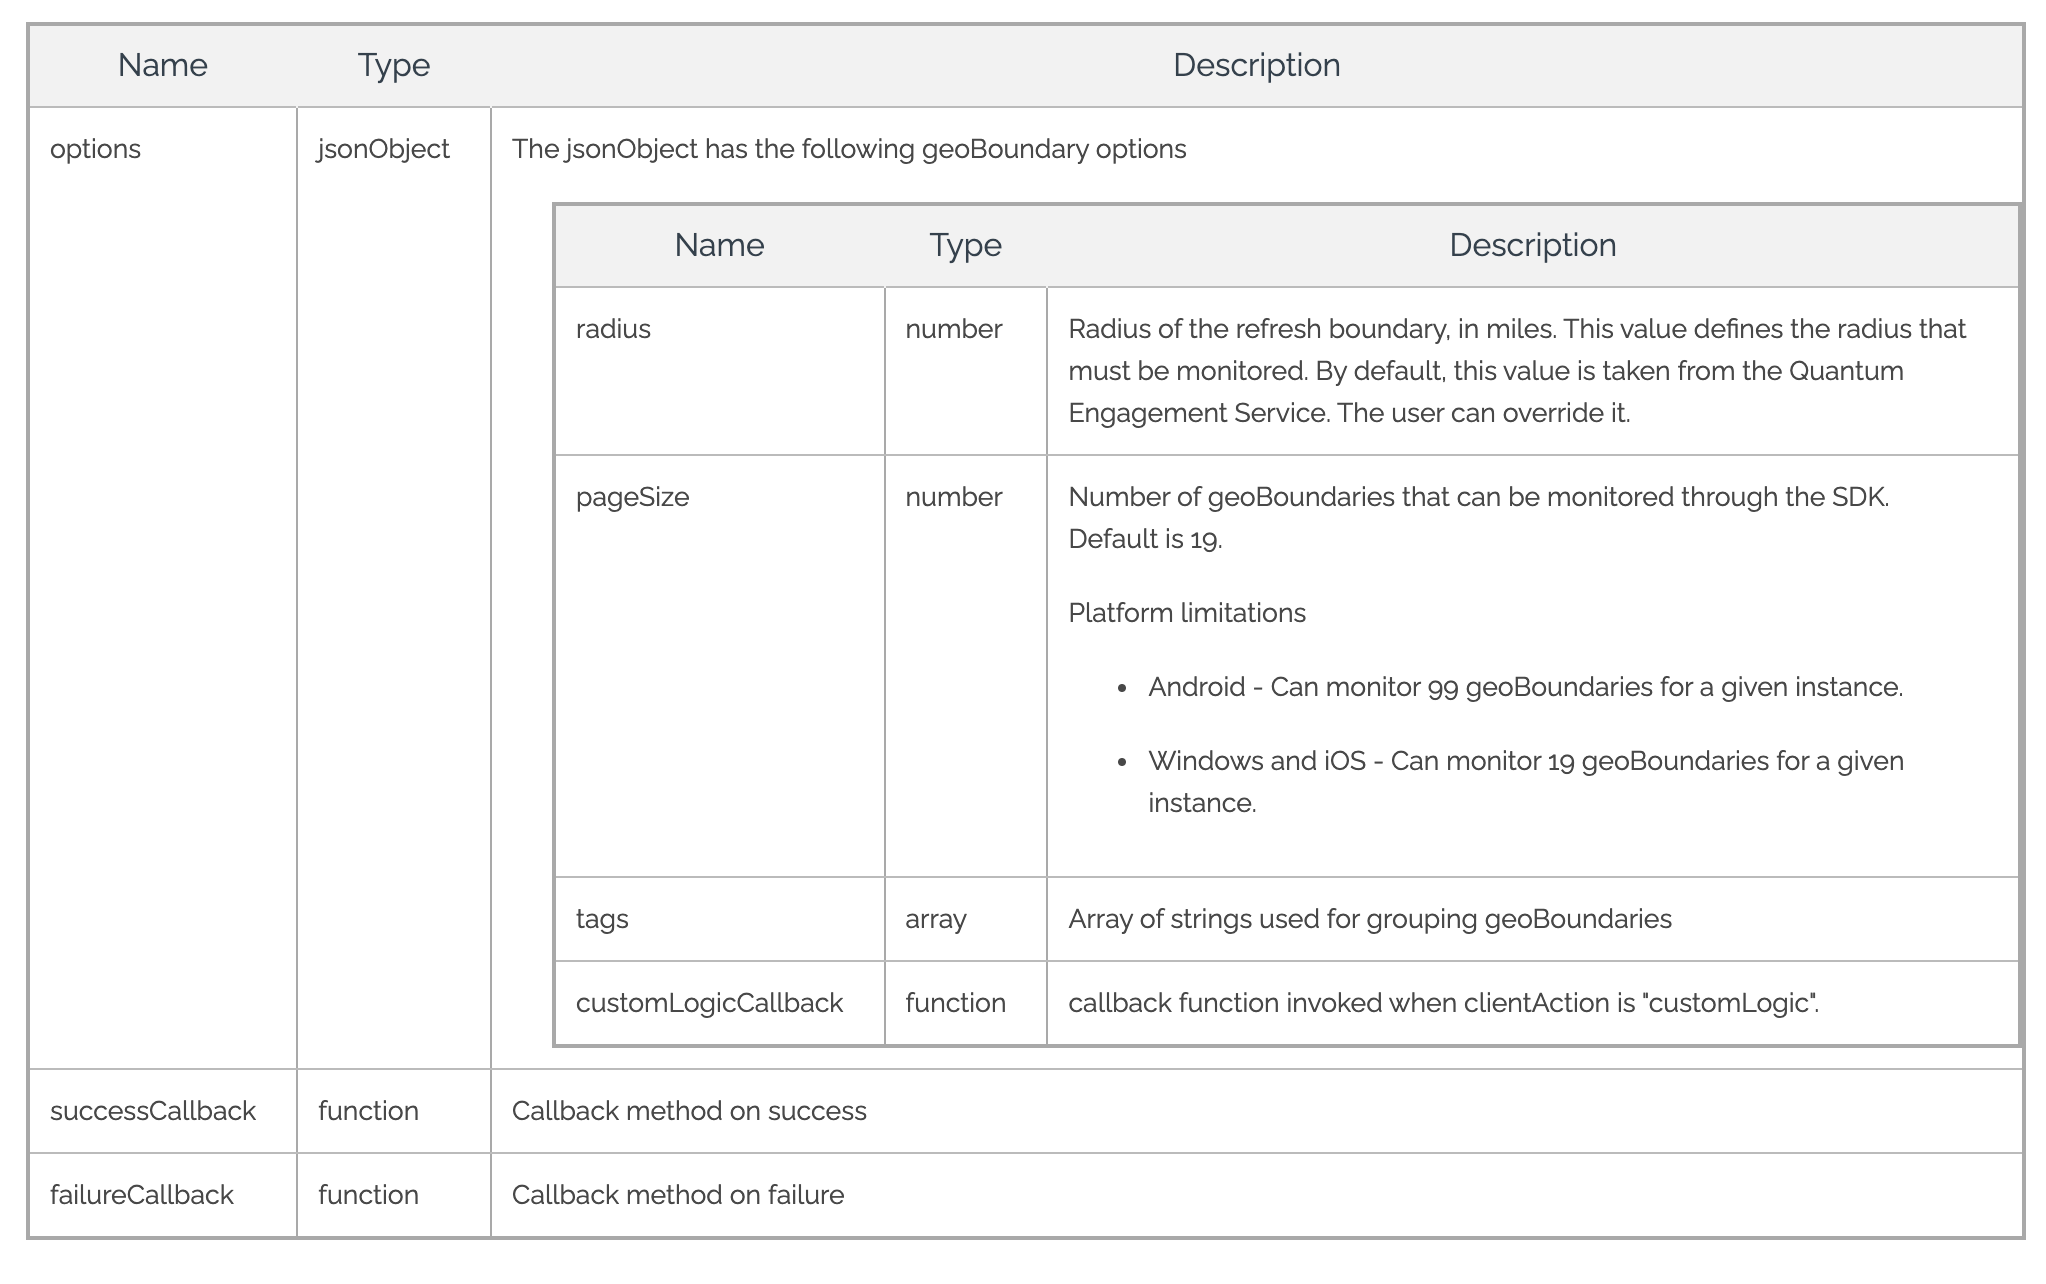 Name Type Description
options jsonObject The jsonObject has the following geoBoundary options
Name Type Description
radius number Radius of the refresh boundary, in miles. This value defines the radius that
must be monitored. By default, this value is taken from the Quantum
Engagement Service. The user can override it.
pageSize number Number of geoBoundaries that can be monitored through the SDK.
Default is 19.
Platform limitations
• Android - Can monitor 99 geoBoundaries for a given instance.
• Windows and iOS - Can monitor 19 geoBoundaries for a given
instance.
tags array Array of strings used for grouping geoBoundaries
customLogicCallback function callback function invoked when clientAction is "customLogic".
successCallback function Callback method on success
failureCallback function Callback method on failure